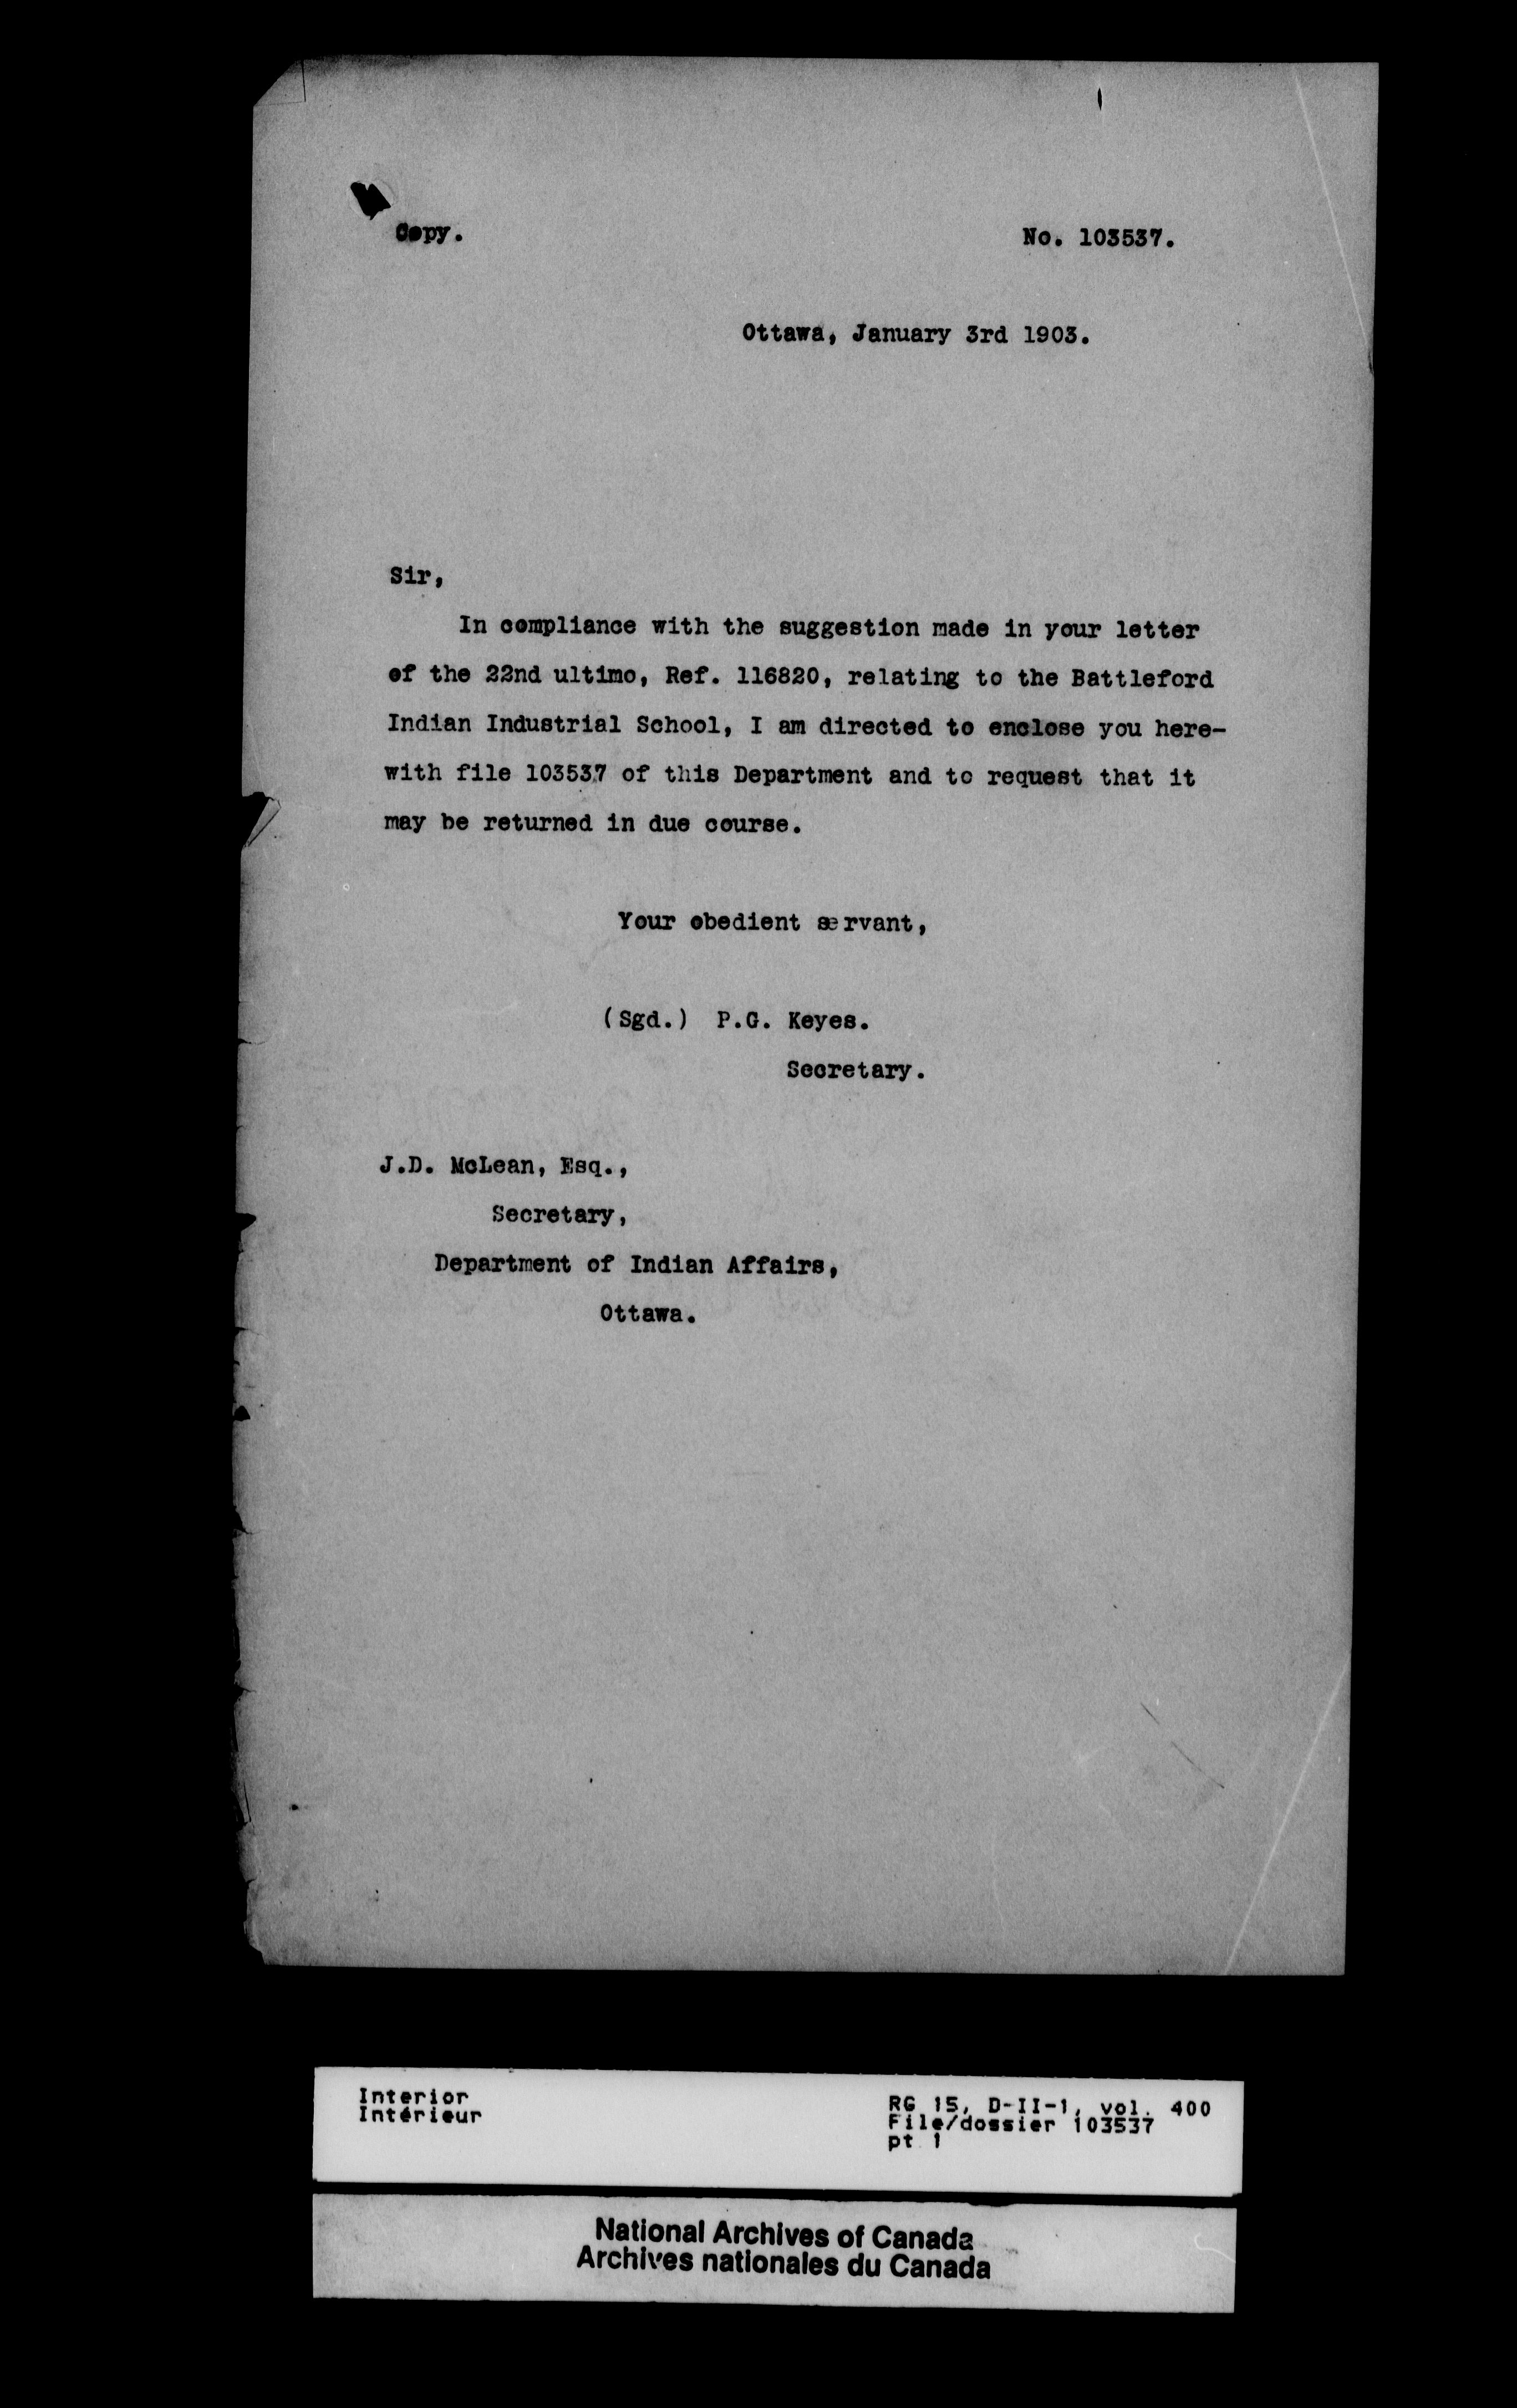 Copy.
No. 103537.
Ottawa, January 3rd 1903.
Sir,
In compliance with the suggestion made in your letter
of the 22nd ultimo, Ref. 116820, relating to the Battleford
Indian Industrial School, I am directed to enclose you here-
with file 103537 of this Department and to request that it
may be returned in due course.
Your obedient servant,
(Sgd.) P.G. Keyes.
Secretary.
J.D. McLean, Esq.,
Secretary,
Department of Indian Affairs,
Ottawa.
Interior
Intérieur
RG 15, D-II-1, vol. 400
File/dossier 103537
pt 1
National Archives of Canada
Archives nationales du Canada